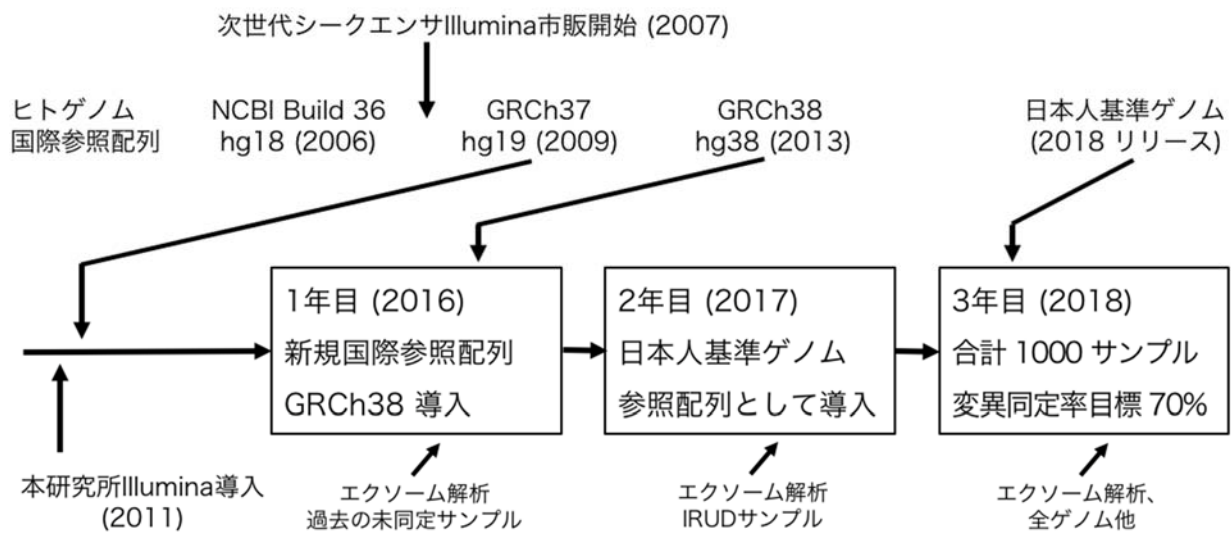 次世代シークエンサIllumina市販開始 (2007)
ヒトゲノム
国際参照配列
NCBI Build 36
hg18 (2006)
GRCh37
hg19 (2009)
GRCh38
hg38 (2013)
日本人基準ゲノム
(2018 リリース)
1年目 (2016)
新規国際参照配列
GRCh38 導入
2年目 (2017)
日本人基準ゲノム
参照配列として導入
3年目 (2018)
合計 1000 サンプル
変異同定率目標 70%
本研究所Illumina導入
(2011)
エクソーム解析
過去の未同定サンプル
エクソーム解析
IRUDサンプル
エクソーム解析、
全ゲノム他